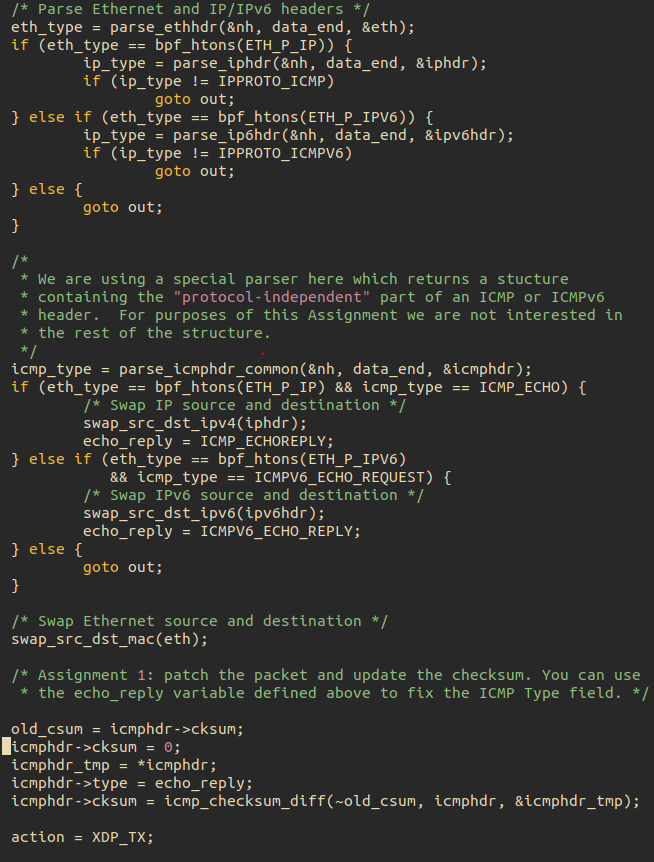 /* Parse Ethernet and IP/IPv6 headers */
eth_type = parse_ethhdr(&nh, data_end, &eth);
if (eth_type == bpf_htons(ETH_P_IP)) {
        ip_type = parse_iphdr(&nh, data_end, &iphdr);
        if (ip_type != IPPROTO_ICMP)
                goto out;
} else if (eth_type == bpf_htons(ETH_P_IPV6)) {
        ip_type = parse_ip6hdr(&nh, data_end, &ipv6hdr);
        if (ip_type != IPPROTO_ICMPV6)
                goto out;
} else {
        goto out;
}

/*
 * We are using a special parser here which returns a stucture
 * containing the "protocol-independent" part of an ICMP or ICMPv6
 * header.  For purposes of this Assignment we are not interested in
 * the rest of the structure.
 */
icmp_type = parse_icmphdr_common(&nh, data_end, &icmphdr);
if (eth_type == bpf_htons(ETH_P_IP) && icmp_type == ICMP_ECHO) {
        /* Swap IP source and destination */
        swap_src_dst_ipv4(iphdr);
        echo_reply = ICMP_ECHOREPLY;
} else if (eth_type == bpf_htons(ETH_P_IPV6)
           && icmp_type == ICMPV6_ECHO_REQUEST) {
        /* Swap IPv6 source and destination */
        swap_src_dst_ipv6(ipv6hdr);
        echo_reply = ICMPV6_ECHO_REPLY;
} else {
        goto out;
}

/* Swap Ethernet source and destination */
swap_src_dst_mac(eth);

/* Assignment 1: patch the packet and update the checksum. You can use
 * the echo_reply variable defined above to fix the ICMP Type field. */

old_csum = icmphdr->cksum;
icmphdr->cksum = 0;
icmphdr_tmp = *icmphdr;
icmphdr->type = echo_reply;
icmphdr->cksum = icmp_checksum_diff(~old_csum, icmphdr, &icmphdr_tmp);

action = XDP_TX;